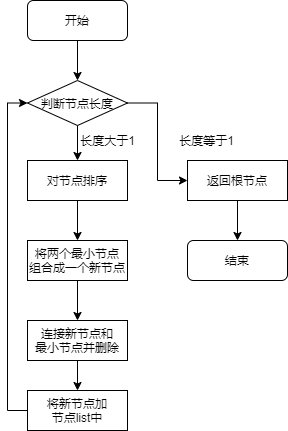 开始
判断节点长度
长度大于1
长度等于1
对节点排序
返回根节点
将两个最小节点
组合成一个新节点
结束
连接新节点和
最小节点并删除
将新节点加
节点list中